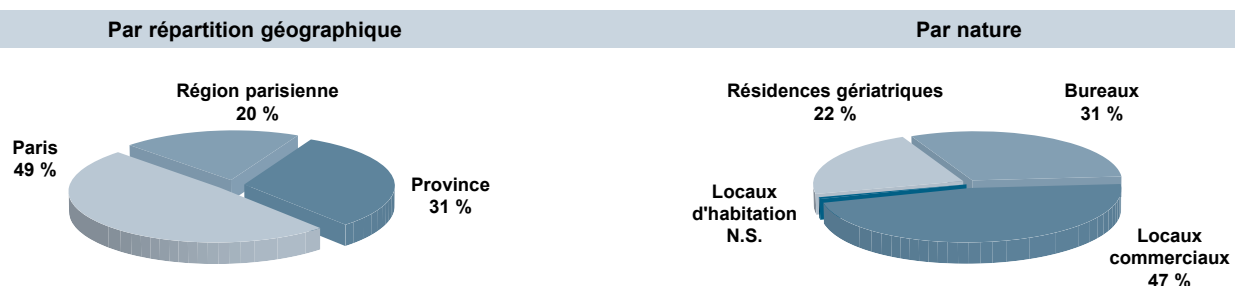 Par répartition géographique
Région parisienne
20 %
Paris
49 %
Province
31 %
Par nature
Résidences gériatriques
22 %
Bureaux
31 %
Locaux
d'habitation
N.S.
Locaux
commerciaux
47 %